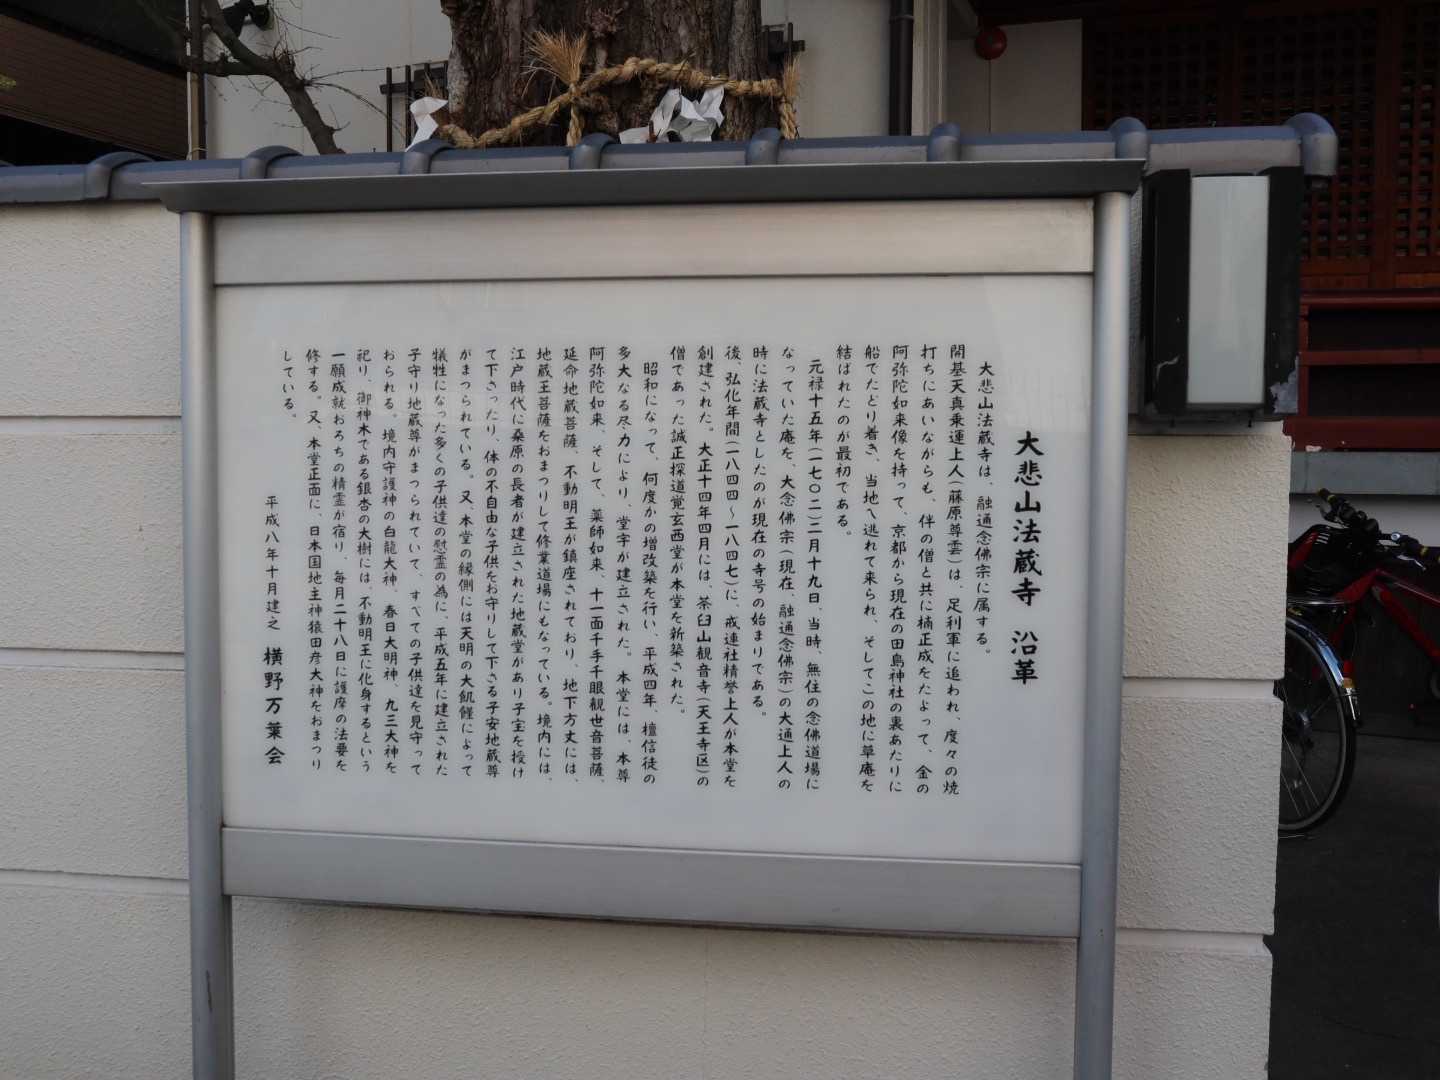 大悲山法蔵寺 沿革
大悲山法蔵寺は、融通念佛宗に属する。
開基天真乗運上人(藤原尊雲)は、足利軍に追われ、度々の焼
打ちにあいながらも、伴の僧と共に楠正成をたよって、金の
阿弥陀如来像を持って、京都から現在の田島神社の裏あたりに
船でたどり着き、当地へ逃れて来られ、そしてこの地に草庵を
結ばれたのが最初である。
元禄十五年(一七〇二)二月十九日、当時、無住の念佛道場に
なっていた庵を、大念佛宗(現在、融通念佛宗)の大通上人の
時に法蔵寺としたのが現在の寺号の始まりである。
後、弘化年間(一八四四～一八四七)に、戒連社精誉上人が本堂を
創建された。大正十四年四月には、茶臼山観音寺(天王寺区)の
僧であった誠正探道覚玄西堂が本堂を新築された。
昭和になって、何度かの増改築を行い、平成四年、檀信徒の
多大なる尽力により、堂宇が建立された。本堂には、本尊
阿弥陀如来、そして、薬師如来、十一面千手千眼観世音菩薩、
延命地蔵菩薩、不動明王が鎮座されており、地下方丈には、
地蔵王菩薩をおまつりして修業道場にもなっている。境内には、
江戸時代に桑原の長者が建立された地蔵堂があり子宝を授け
て下さったり、体の不自由な子供をお守りして下さる子安地蔵尊
がまつられている。又、本堂の縁側には天明の大飢饉によって
犠牲になった多くの子供達の慰霊の為に、平成五年に建立された
子守り地蔵尊がまつられていて、すべての子供達を見守って
おられる。境内守護神の白龍大神、春日大明神、九三大神を
祀り、御神木である銀杏の大樹には、不動明王に化身するという
一願成就おろちの精霊が宿り、毎月二十八日に護摩の法要を
修する。又、本堂正面に、日本国地主神猿田彦大神をおまつり
している。
平成八年十月建之 横野万葉会